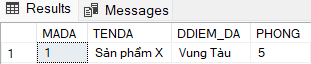 Results Messages
MADA TENDA DDIEM_DA PHONG
1 1 Sản phẩm X Vung Tàu 5